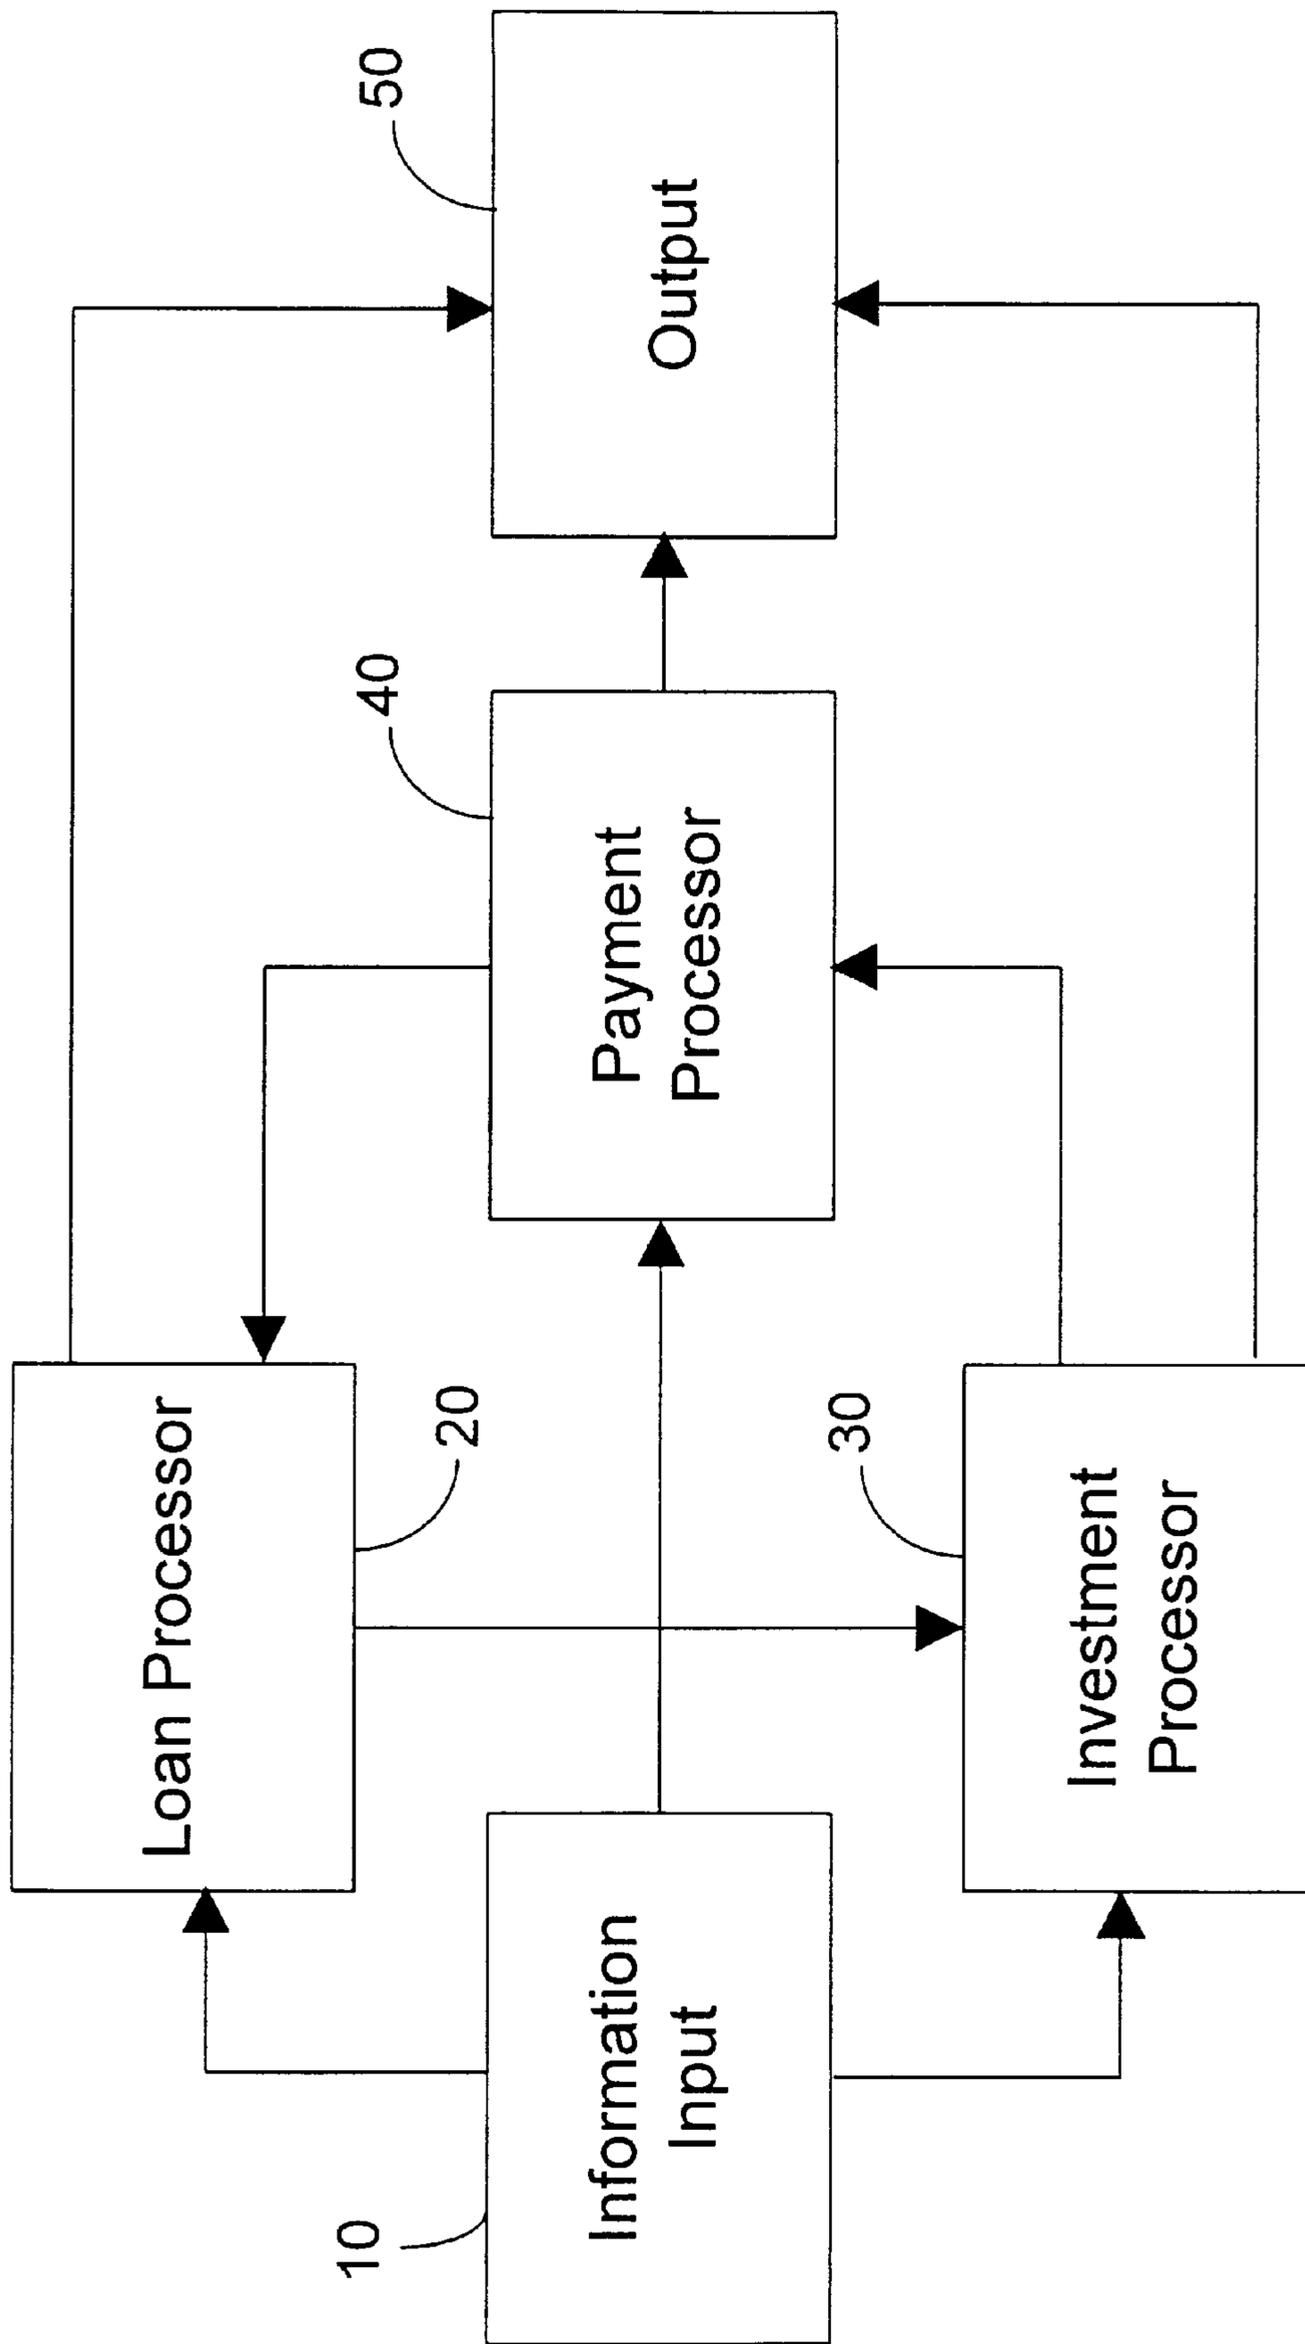 Loan Processor
20
10
Information
Input
40
Payment
Processor
50
Output
30
Investment
Processor